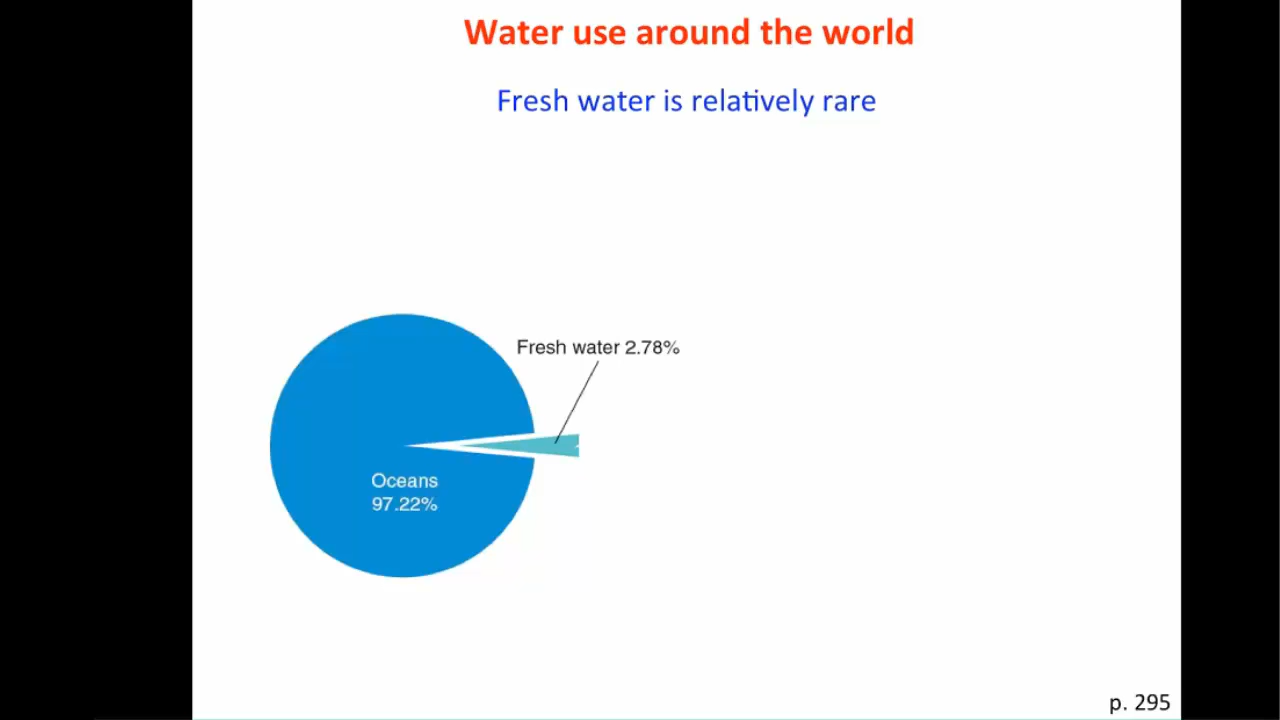 Water use around the world
Fresh water is relatively rare
Fresh water 2.78%
Oceans
97.22%
p. 295